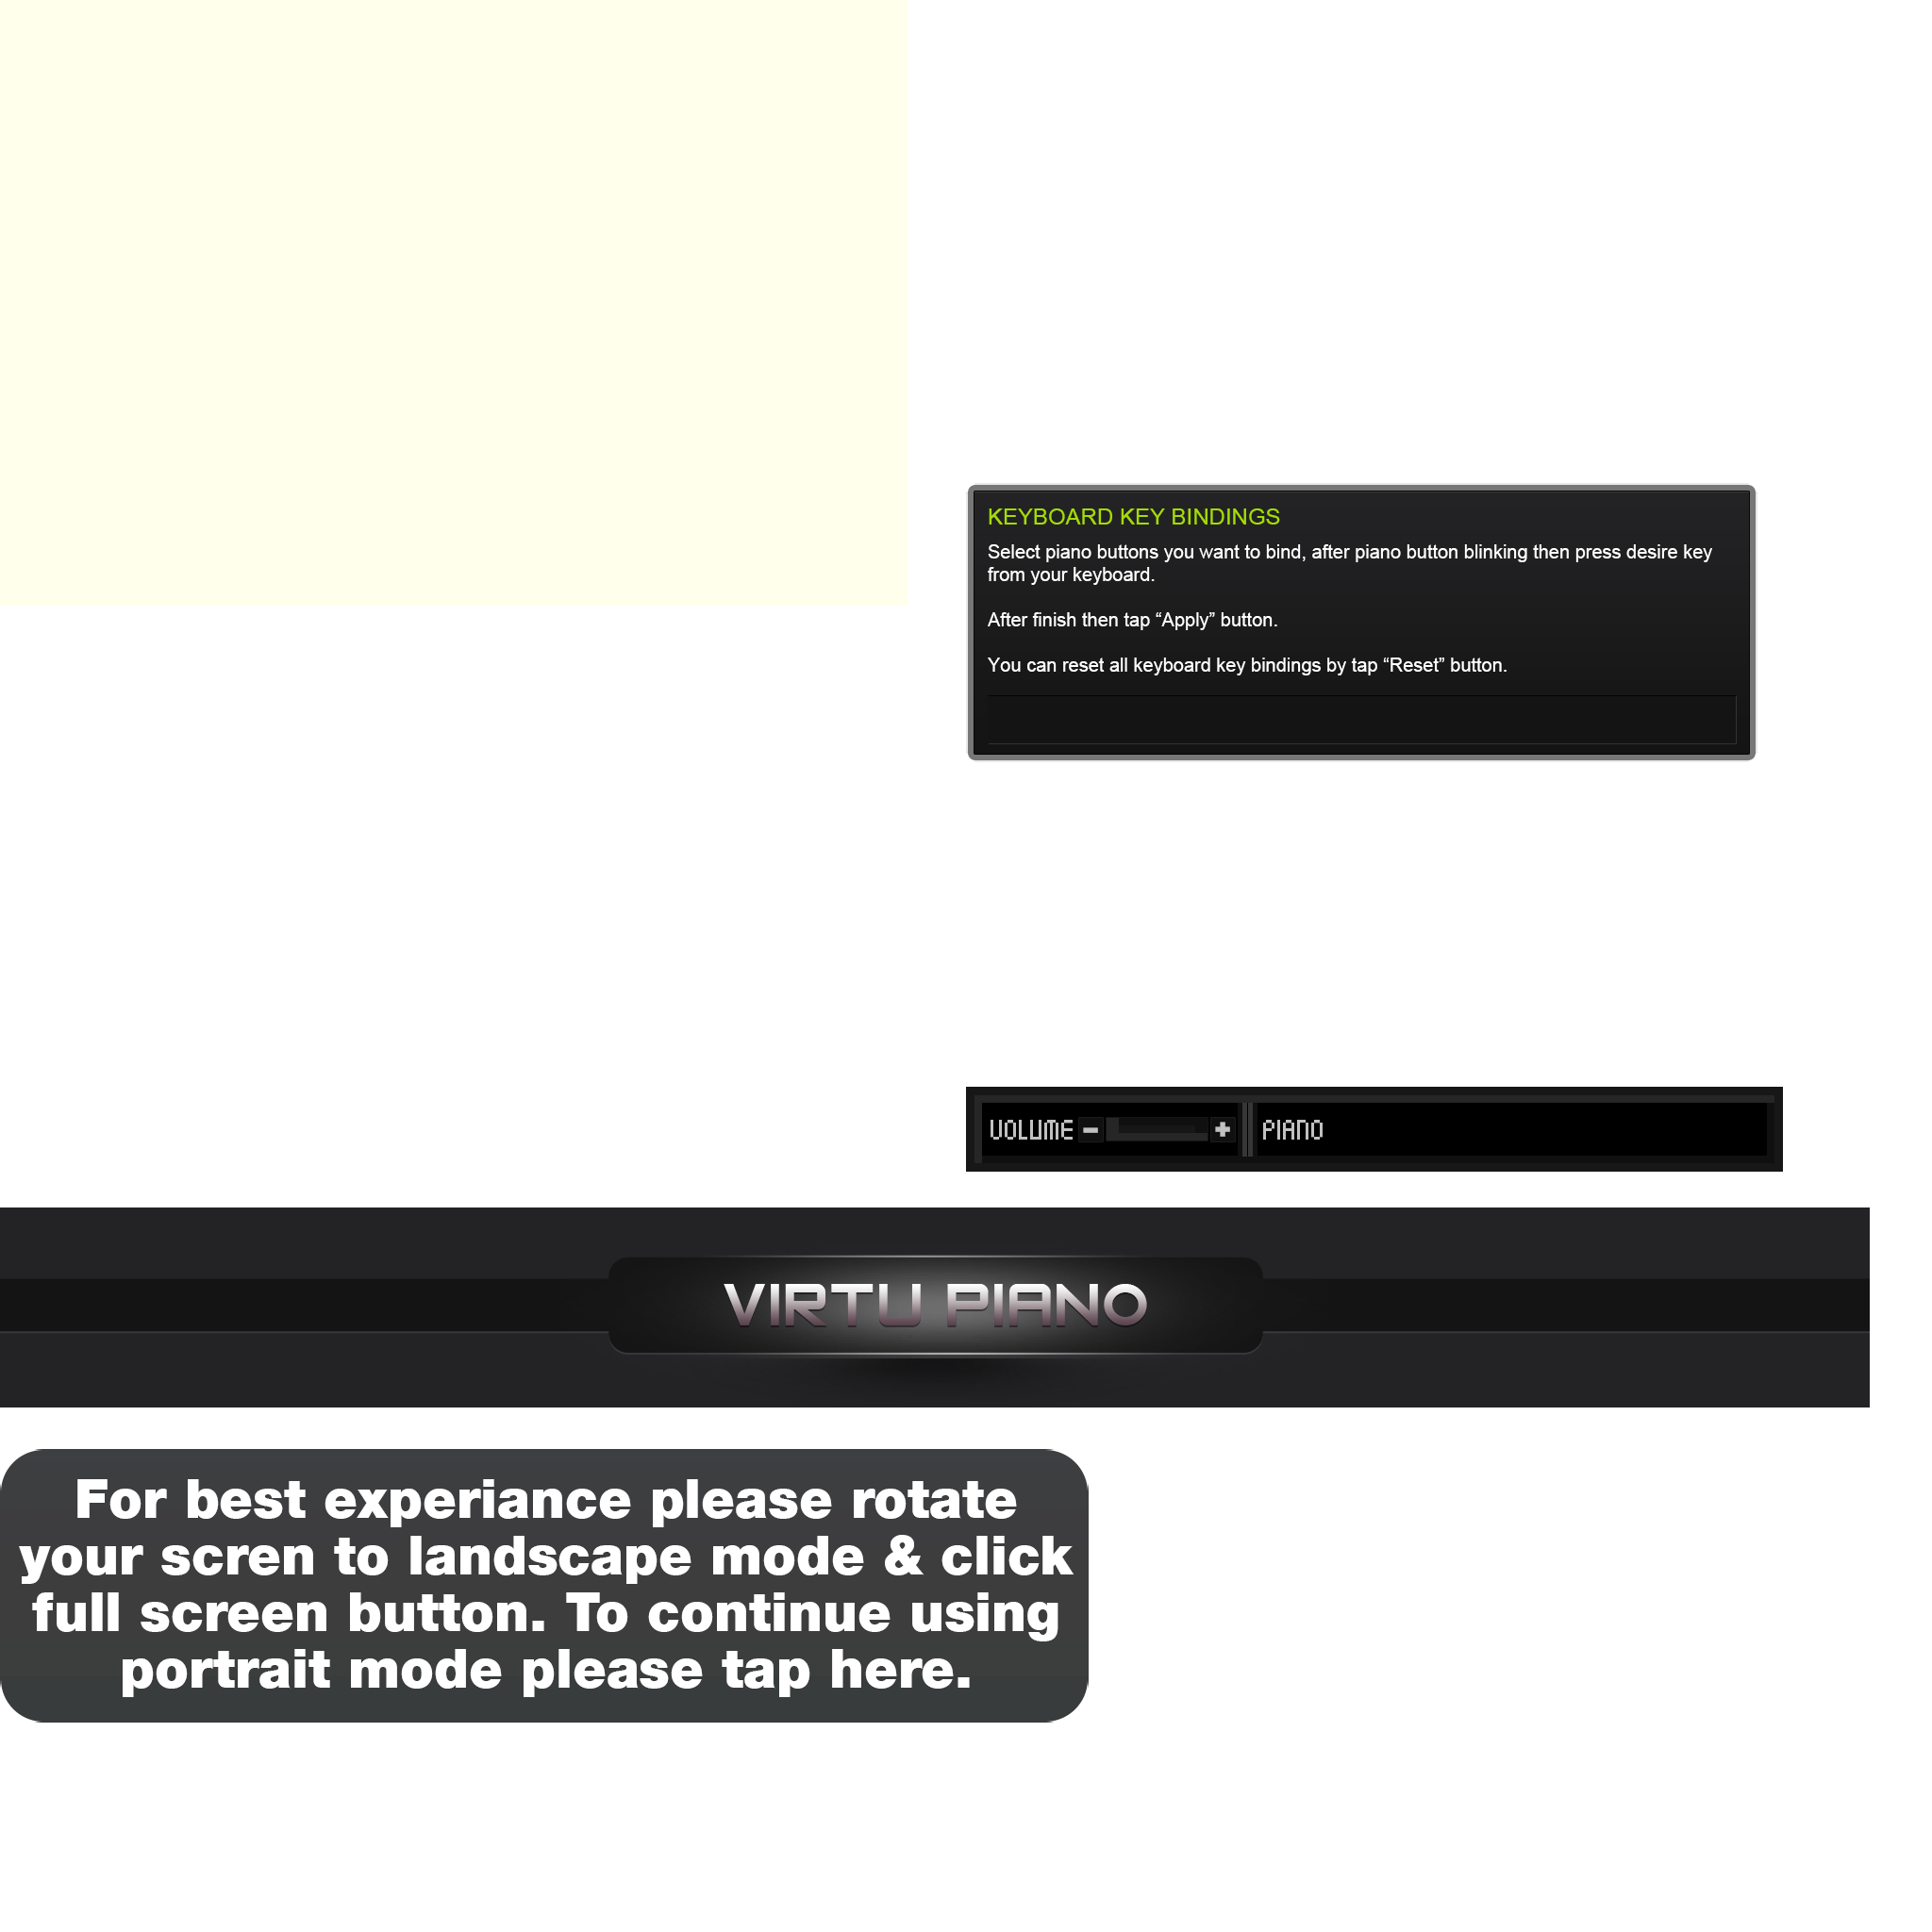 KEYBOARD KEY BINDINGS
Select piano buttons you want to bind, after piano button blinking then press desire key
from your keyboard.
After finish then tap “Apply” button.
You can reset all keyboard key bindings by tap “Reset” button.
VOLUME - + PIANO
VIRTU PIANO
For best experiance please rotate
your scren to landscape mode & click
full screen button. To continue using
portrait mode please tap here.